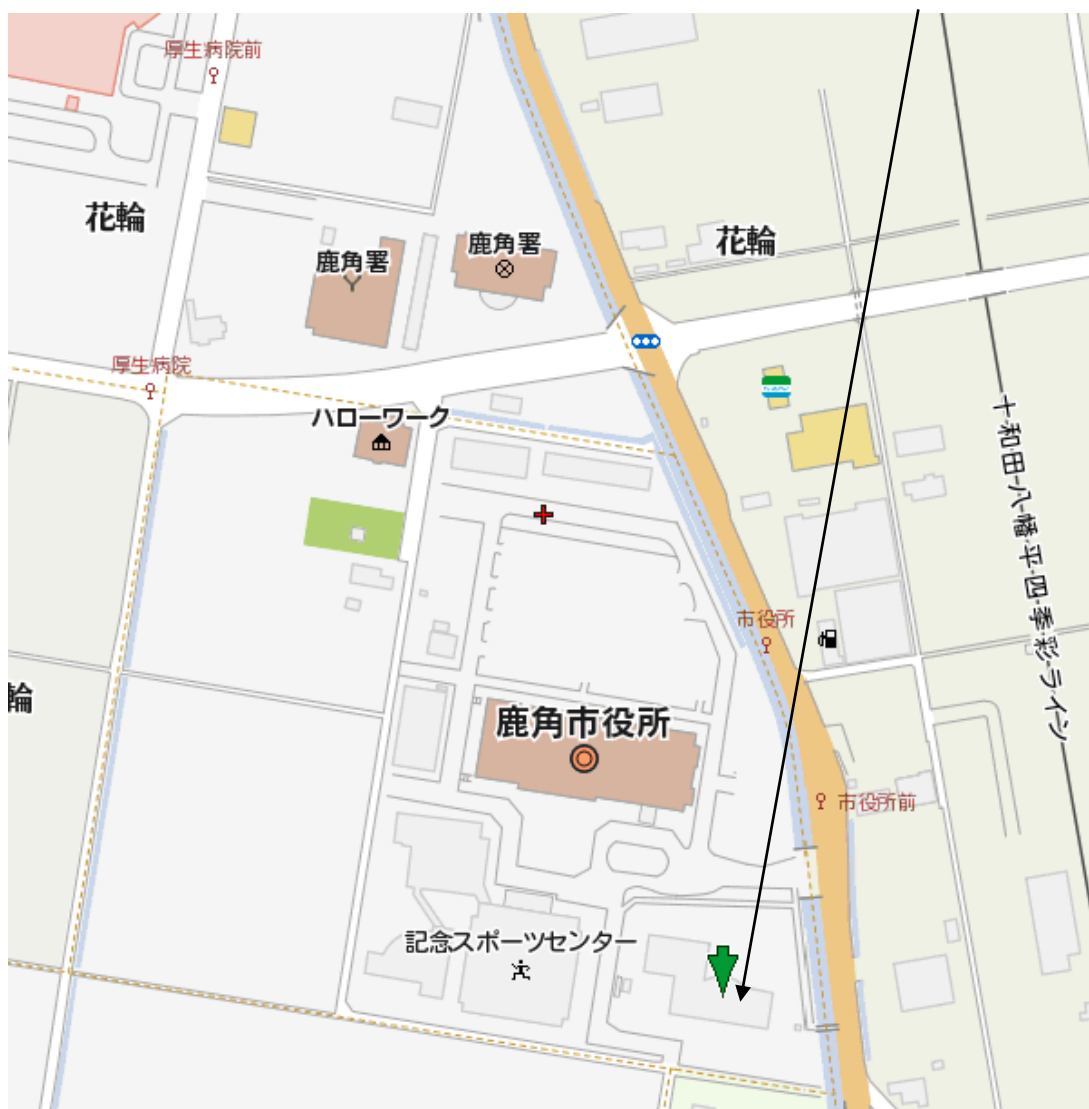 厚生病院前
花輪
花輪
鹿角署
鹿角署
厚生病院
ハローワーク
十和田八幡平四季彩ライン
市役所
輪
鹿角市役所
市役所前
記念スポーツセンター